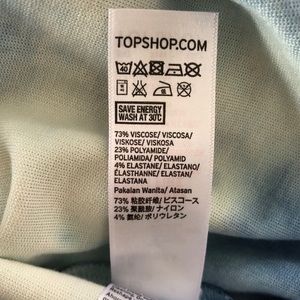 TOPSHOP.COM
40
SAVE ENERGY
WASH AT 30°C
73% VISCOSE/ VISCOSA/
VISKOSE/ VISKOSA
23% POLYAMIDE/
POLIAMIDA/ POLYAMID
4% ELASTANE/ ELASTANO/
ÉLASTHANNE/ ELASTAN/
ELASTANA
Pakaian Wanita/ Atasan
73% 粘胶纤维/ ビスコース
23% 聚酰胺/ ナイロン
4% 氨纶/ ポリウレタン